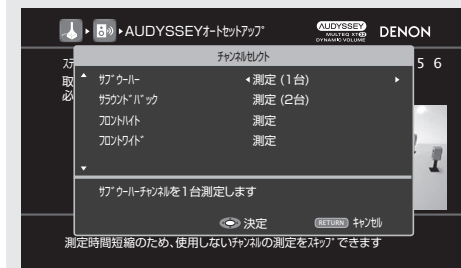 AUDYSSEYオートセットアップ
AUDYSSEY
MULTEQ XT32
DYNAMIC VOLUME
DENON
チャンネルセレクト
ステ
5 6
取
必
サブウーハー 測定 (1台)
サラウンドバック 測定 (2台)
フロントハイト 測定
フロントワイド 測定
サブウーハーチャンネルを1台測定します
決定 RETURN キャンセル
測定時間短縮のため、使用しないチャンネルの測定をスキップできます